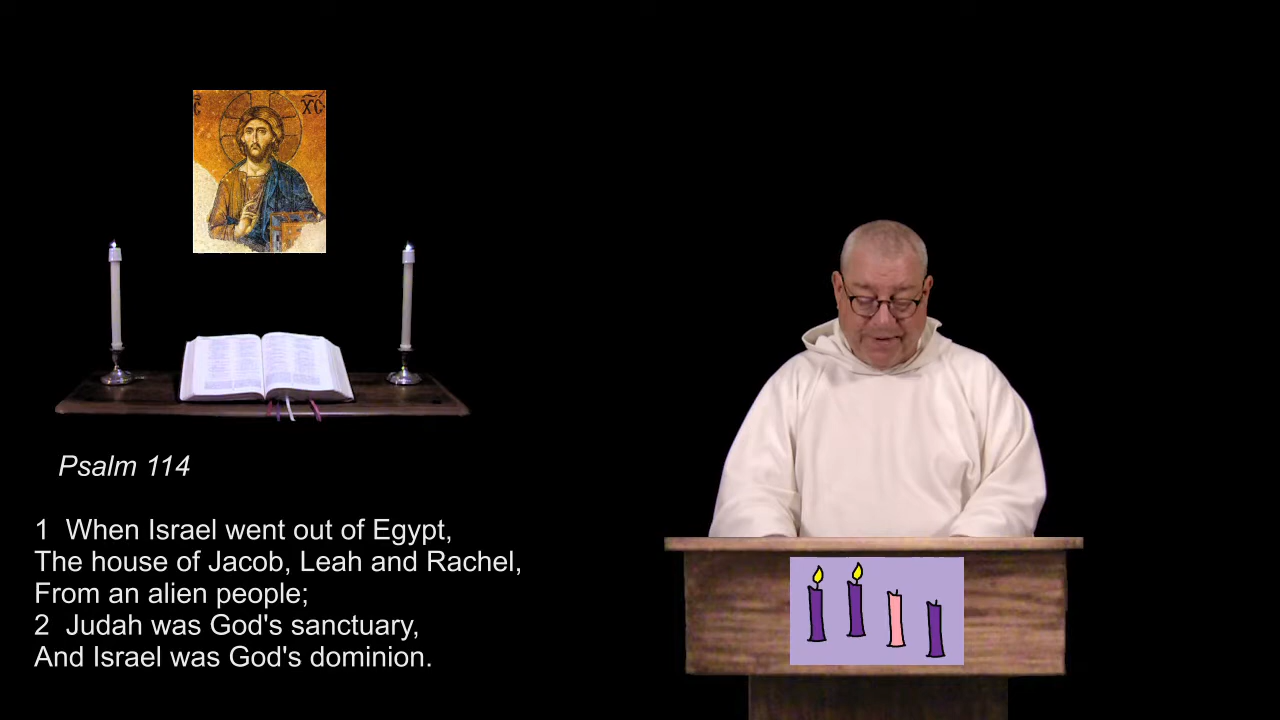 XC
Psalm 114
1 When Israel went out of Egypt,
The house of Jacob, Leah and Rachel,
From an alien people;
2 Judah was God's sanctuary,
And Israel was God's dominion.